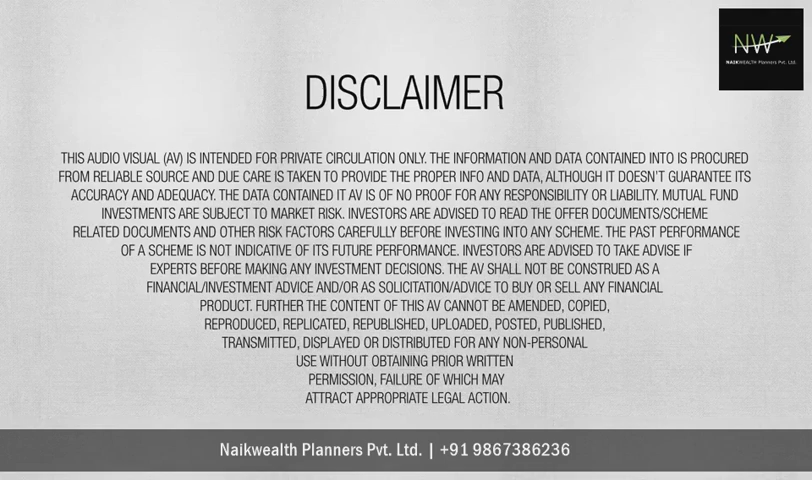 NW
NAIKWEALTH Planners Pvt. Ltd.
DISCLAIMER
THIS AUDIO VISUAL (AV) IS INTENDED FOR PRIVATE CIRCULATION ONLY. THE INFORMATION AND DATA CONTAINED INTO IS PROCURED
FROM RELIABLE SOURCE AND DUE CARE IS TAKEN TO PROVIDE THE PROPER INFO AND DATA, ALTHOUGH IT DOESN'T GUARANTEE ITS
ACCURACY AND ADEQUACY. THE DATA CONTAINED IT AV IS OF NO PROOF FOR ANY RESPONSIBILITY OR LIABILITY. MUTUAL FUND
INVESTMENTS ARE SUBJECT TO MARKET RISK. INVESTORS ARE ADVISED TO READ THE OFFER DOCUMENTS/SCHEME
RELATED DOCUMENTS AND OTHER RISK FACTORS CAREFULLY BEFORE INVESTING INTO ANY SCHEME. THE PAST PERFORMANCE
OF A SCHEME IS NOT INDICATIVE OF ITS FUTURE PERFORMANCE. INVESTORS ARE ADVISED TO TAKE ADVISE IF
EXPERTS BEFORE MAKING ANY INVESTMENT DECISIONS. THE AV SHALL NOT BE CONSTRUED AS A
FINANCIAL/INVESTMENT ADVICE AND/OR AS SOLICITATION/ADVICE TO BUY OR SELL ANY FINANCIAL
PRODUCT. FURTHER THE CONTENT OF THIS AV CANNOT BE AMENDED, COPIED,
REPRODUCED, REPLICATED, REPUBLISHED, UPLOADED, POSTED, PUBLISHED,
TRANSMITTED, DISPLAYED OR DISTRIBUTED FOR ANY NON-PERSONAL
USE WITHOUT OBTAINING PRIOR WRITTEN
PERMISSION, FAILURE OF WHICH MAY
ATTRACT APPROPRIATE LEGAL ACTION.
Naikwealth Planners Pvt. Ltd. | +91 9867386236